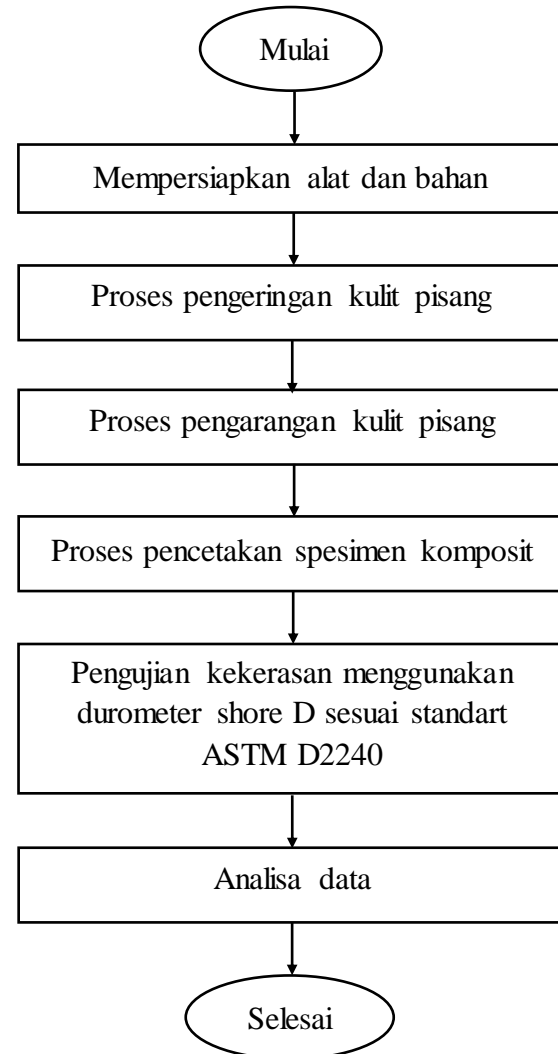 Mulai
Mempersiapkan alat dan bahan
Proses pengeringan kulit pisang
Proses pengarangan kulit pisang
Proses pencetakan spesimen komposit
Pengujian kekerasan menggunakan
durometer shore D sesuai standart
ASTM D2240
Analisa data
Selesai